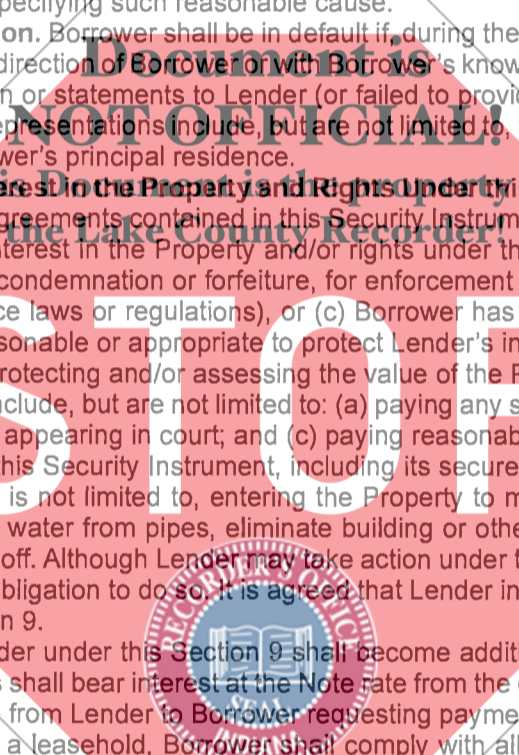 pecifying such reasonable cause.
on. Borrower shall be in default if, during the
direction of Borrower or with Borrower's know
n or statements to Lender (or failed to provid
epresentations include, but are not limited to,
wer's principal residence.
erest in the Property and Rights Under thi
greements contained in this Security Instrum
nterest in the Property and/or rights under th
condemnation or forfeiture, for enforcement
ce laws or regulations), or (c) Borrower has
sonable or appropriate to protect Lender's in
rotecting and/or assessing the value of the P
nclude, but are not limited to: (a) paying any s
appearing in court; and (c) paying reasonab
his Security Instrument, including its secure
is not limited to, entering the Property to m
water from pipes, eliminate building or othe
off. Although Lender may take action under t
bligation to do so. It is agreed that Lender in
n 9.
der under this Section 9 shall become addit
s shall bear interest at the Note rate from the
from Lender to Borrower requesting payme
a leasehold, Borrower shall comply with all
Document is
NOT OFFICIAL!
is Document is the property
the Lake County Recorder!
STOP
RECORDER'S OFFICE
SEAL
INDIANA